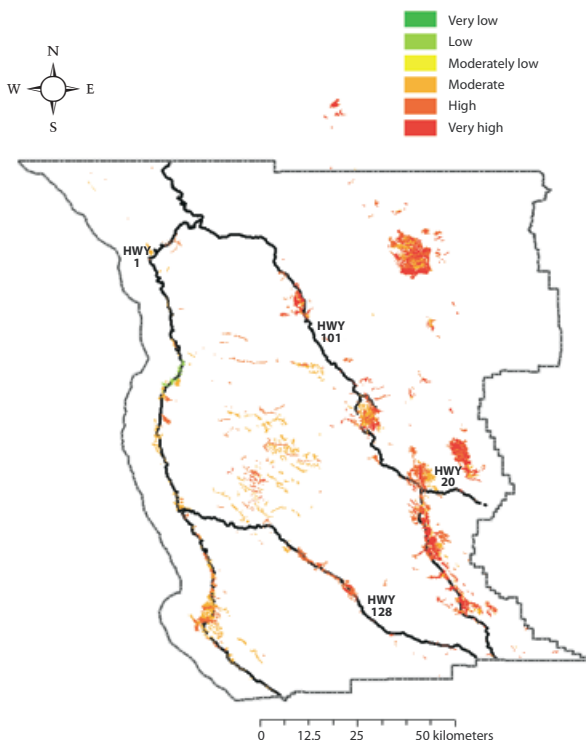 Very low
Low
Moderately low
Moderate
High
Very high
N
W E
S
HWY
1
HWY
101
HWY
20
HWY
128
0 12.5 25 50 kilometers